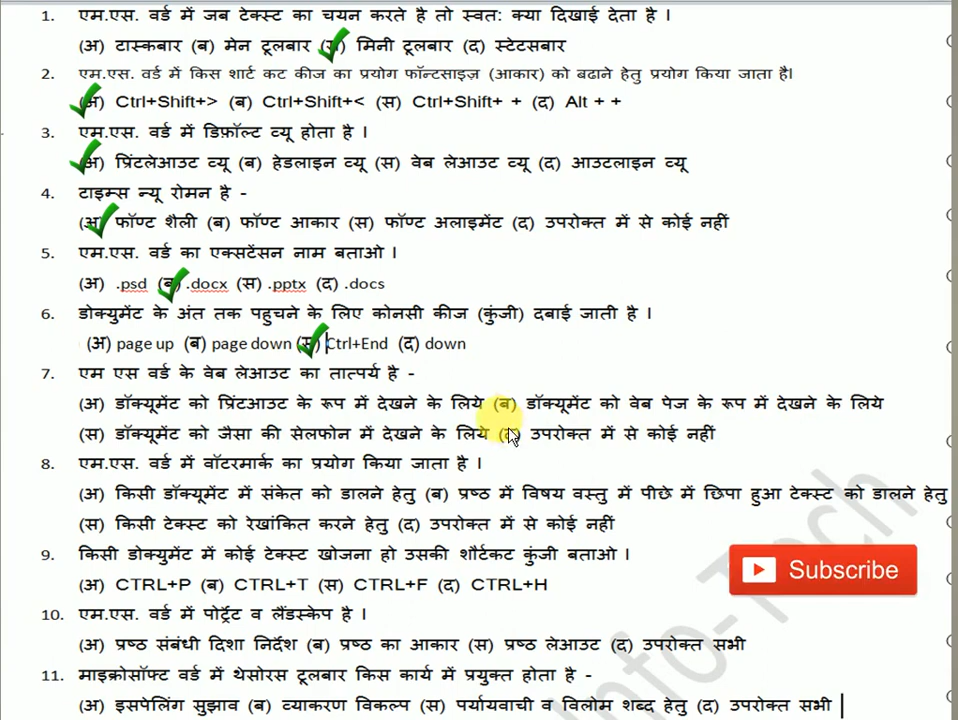 1. एम.एस. वर्ड में जब टेक्स्ट का चयन करते है तो स्वत: क्या दिखाई देता है ।
(अ) टास्कबार (ब) मेन टूलबार (स) मिनी टूलबार (द) स्टेटसबार
2. एम.एस. वर्ड में किस शार्ट कट कीज का प्रयोग फॉन्टसाइज़ (आकार) को बढाने हेतु प्रयोग किया जाता है।
(अ) Ctrl+Shift+> (ब) Ctrl+Shift+< (स) Ctrl+Shift+ + (द) Alt + +
3. एम.एस. वर्ड में डिफ़ॉल्ट व्यू होता है ।
(अ) प्रिंटलेआउट व्यू (ब) हेडलाइन व्यू (स) वेब लेआउट व्यू (द) आउटलाइन व्यू
4. टाइम्स न्यू रोमन है -
(अ) फॉण्ट शैली (ब) फॉण्ट आकार (स) फॉण्ट अलाइमेंट (द) उपरोक्त में से कोई नहीं
5. एम.एस. वर्ड का एक्सटेंसन नाम बताओ ।
(अ) .psd (ब) .docx (स) .pptx (द) .docs
6. डोक्युमेंट के अंत तक पहुचने के लिए कोनसी कीज (कुंजी) दबाई जाती है ।
(अ) page up (ब) page down (स) Ctrl+End (द) down
7. एम एस वर्ड के वेब लेआउट का तात्पर्य है -
(अ) डॉक्यूमेंट को प्रिंटआउट के रूप में देखने के लिये (ब) डॉक्यूमेंट को वेब पेज के रूप में देखने के लिये
(स) डॉक्यूमेंट को जैसा की सेलफोन में देखने के लिये (द) उपरोक्त में से कोई नहीं
8. एम.एस. वर्ड में वॉटरमार्क का प्रयोग किया जाता है ।
(अ) किसी डॉक्यूमेंट में संकेत को डालने हेतु (ब) प्रष्ठ में विषय वस्तु में पीछे में छिपा हुआ टेक्स्ट को डालने हेतु
(स) किसी टेक्स्ट को रेखांकित करने हेतु (द) उपरोक्त में से कोई नहीं
9. किसी डोक्युमेंट में कोई टेक्स्ट खोजना हो उसकी शौर्टकट कुंजी बताओ ।
(अ) CTRL+P (ब) CTRL+T (स) CTRL+F (द) CTRL+H
Subscribe
10. एम.एस. वर्ड में पोर्ट्रेट व लैंडस्केप है ।
(अ) प्रष्ठ संबंधी दिशा निर्देश (ब) प्रष्ठ का आकार (स) प्रष्ठ लेआउट (द) उपरोक्त सभी
11. माइक्रोसॉफ्ट वर्ड में थेसोरस टूलबार किस कार्य में प्रयुक्त होता है -
(अ) इसपेलिंग सुझाव (ब) व्याकरण विकल्प (स) पर्यायवाची व विलोम शब्द हेतु (द) उपरोक्त सभी
Info-Tech